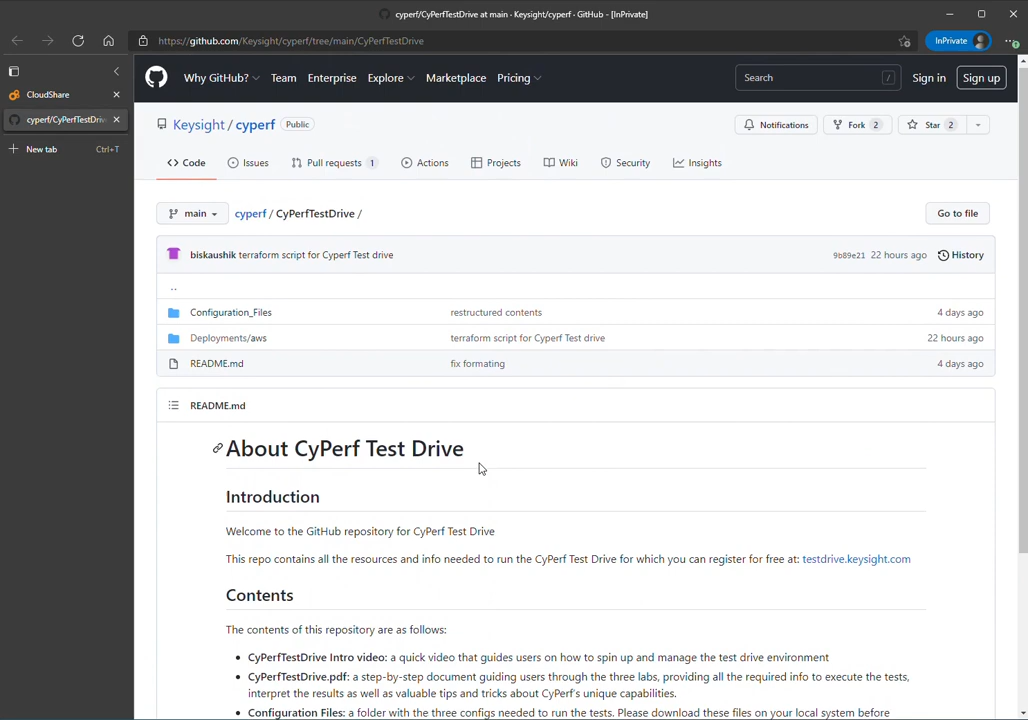 cyperf/CyPerfTestDrive at main · Keysight/cyperf · GitHub - [InPrivate]
https://github.com/Keysight/cyperf/tree/main/CyPerfTestDrive
InPrivate
CloudShare
cyperf/CyPerfTestDriv
New tab Ctrl+T
Why GitHub? Team Enterprise Explore Marketplace Pricing
Search /
Sign in Sign up
Keysight / cyperf Public
Notifications Fork 2 Star 2
<> Code Issues Pull requests 1 Actions Projects Wiki Security Insights
main cyperf / CyPerfTestDrive / Go to file
biskaushik terraform script for Cyperf Test drive 9b89e21 22 hours ago History
..
Configuration_Files restructured contents 4 days ago
Deployments/aws terraform script for Cyperf Test drive 22 hours ago
README.md fix formating 4 days ago
README.md
About CyPerf Test Drive
Introduction
Welcome to the GitHub repository for CyPerf Test Drive
This repo contains all the resources and info needed to run the CyPerf Test Drive for which you can register for free at: testdrive.keysight.com
Contents
The contents of this repository are as follows:
• CyPerfTestDrive Intro video: a quick video that guides users on how to spin up and manage the test drive environment
• CyPerfTestDrive.pdf: a step-by-step document guiding users through the three labs, providing all the required info to execute the tests,
interpret the results as well as valuable tips and tricks about CyPerf's unique capabilities.
• Configuration Files: a folder with the three configs needed to run the tests. Please download these files on your local system before